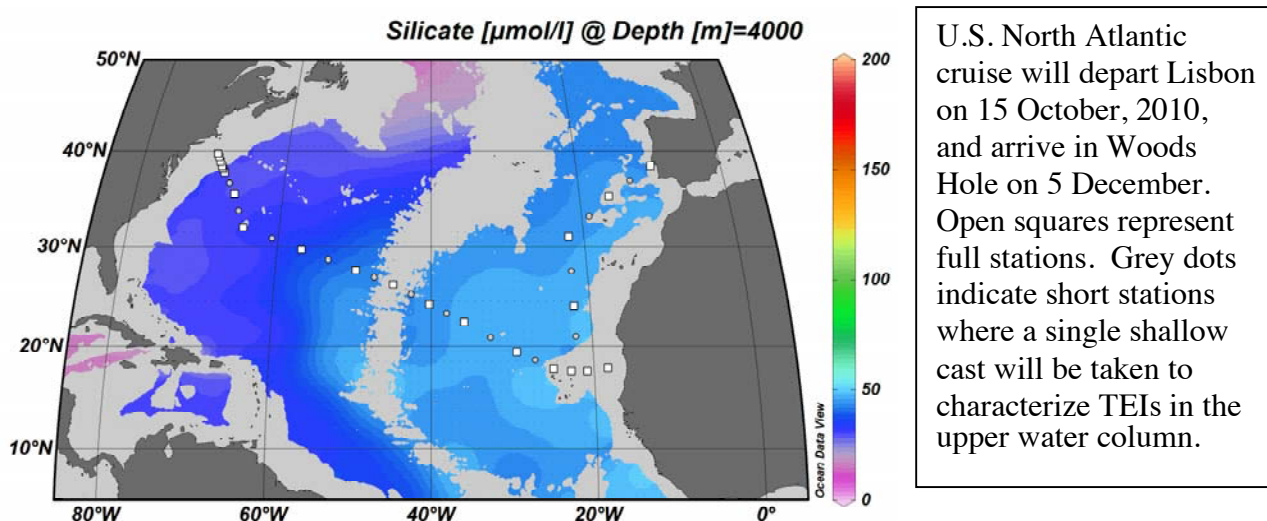 Silicate [µmol/l] @ Depth [m]=4000
50°N
40°N
30°N
20°N
10°N
80°W
60°W
40°W
20°W
0°
200
150
100
50
0
Ocean Data View
U.S. North Atlantic
cruise will depart Lisbon
on 15 October, 2010,
and arrive in Woods
Hole on 5 December.
Open squares represent
full stations.  Grey dots
indicate short stations
where a single shallow
cast will be taken to
characterize TEIs in the
upper water column.